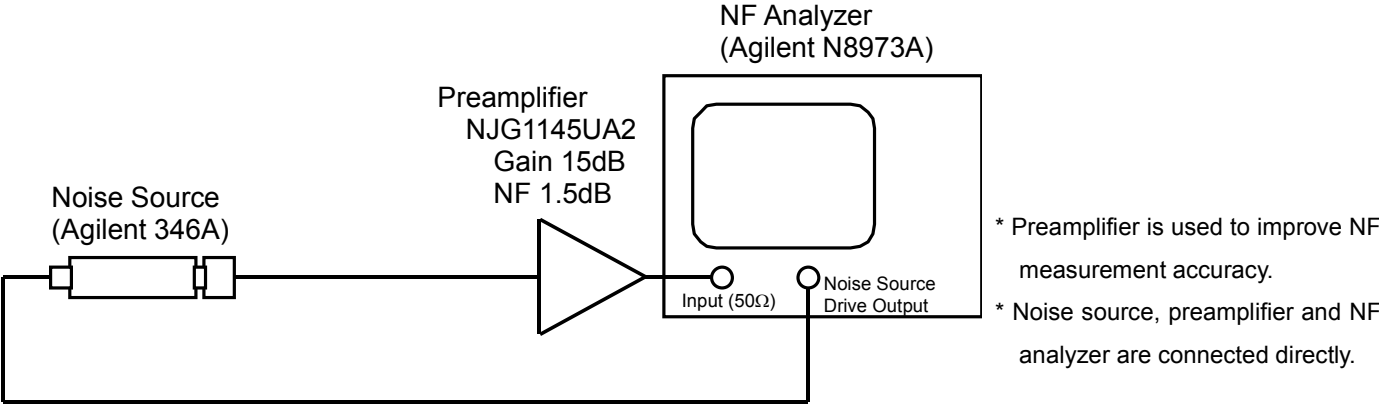 NF Analyzer
(Agilent N8973A)
Preamplifier
NJG1145UA2
Gain 15dB
NF 1.5dB
Noise Source
(Agilent 346A)
Input (50Ω)
Noise Source
Drive Output
* Preamplifier is used to improve NF
measurement accuracy.
* Noise source, preamplifier and NF
analyzer are connected directly.